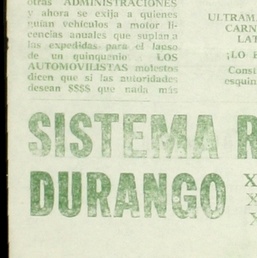 otras ADMINISTRACIONES
y ahora se exija a quienes
usan vehículos a motor li-
cencias anuales que suplan a
las expedidas para el lapso
de un quinquenio. LOS
AUTOMOVILISTAS molestos
dicen que si las autoridades
desean $$$$ que nada más
ULTRAM
CARN
LAT
¡LO
Consi
esquin
SISTEMA R
DURANGO
X
X
X